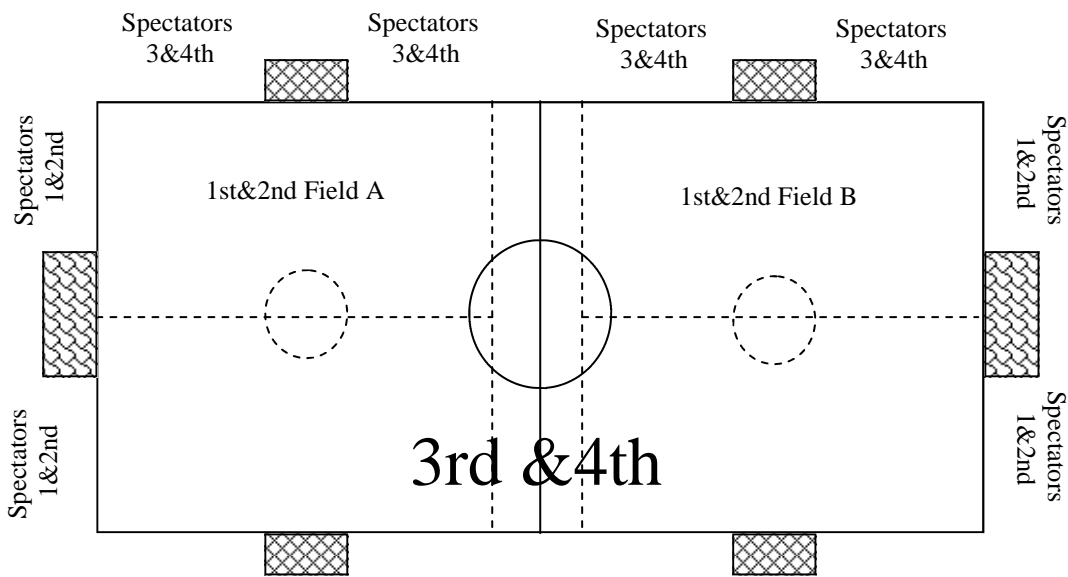 Spectators
3&4th
Spectators
3&4th
Spectators
3&4th
Spectators
3&4th
Spectators
1&2nd
1st&2nd Field A
1st&2nd Field B
Spectators
1&2nd
Spectators
1&2nd
3rd &4th
Spectators
1&2nd